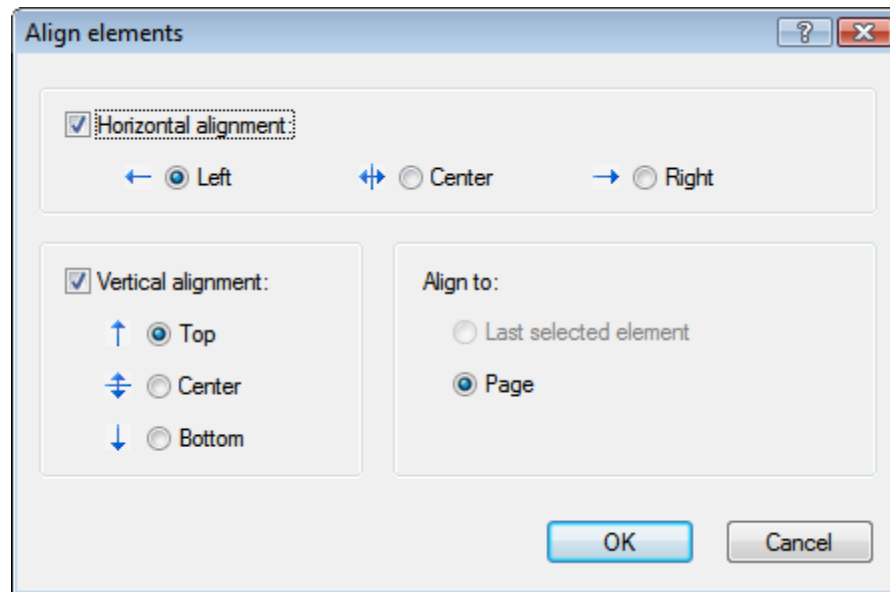 Align elements
Horizontal alignment:
Left Center Right
Vertical alignment:
Top
Center
Bottom
Align to:
Last selected element
Page
OK Cancel